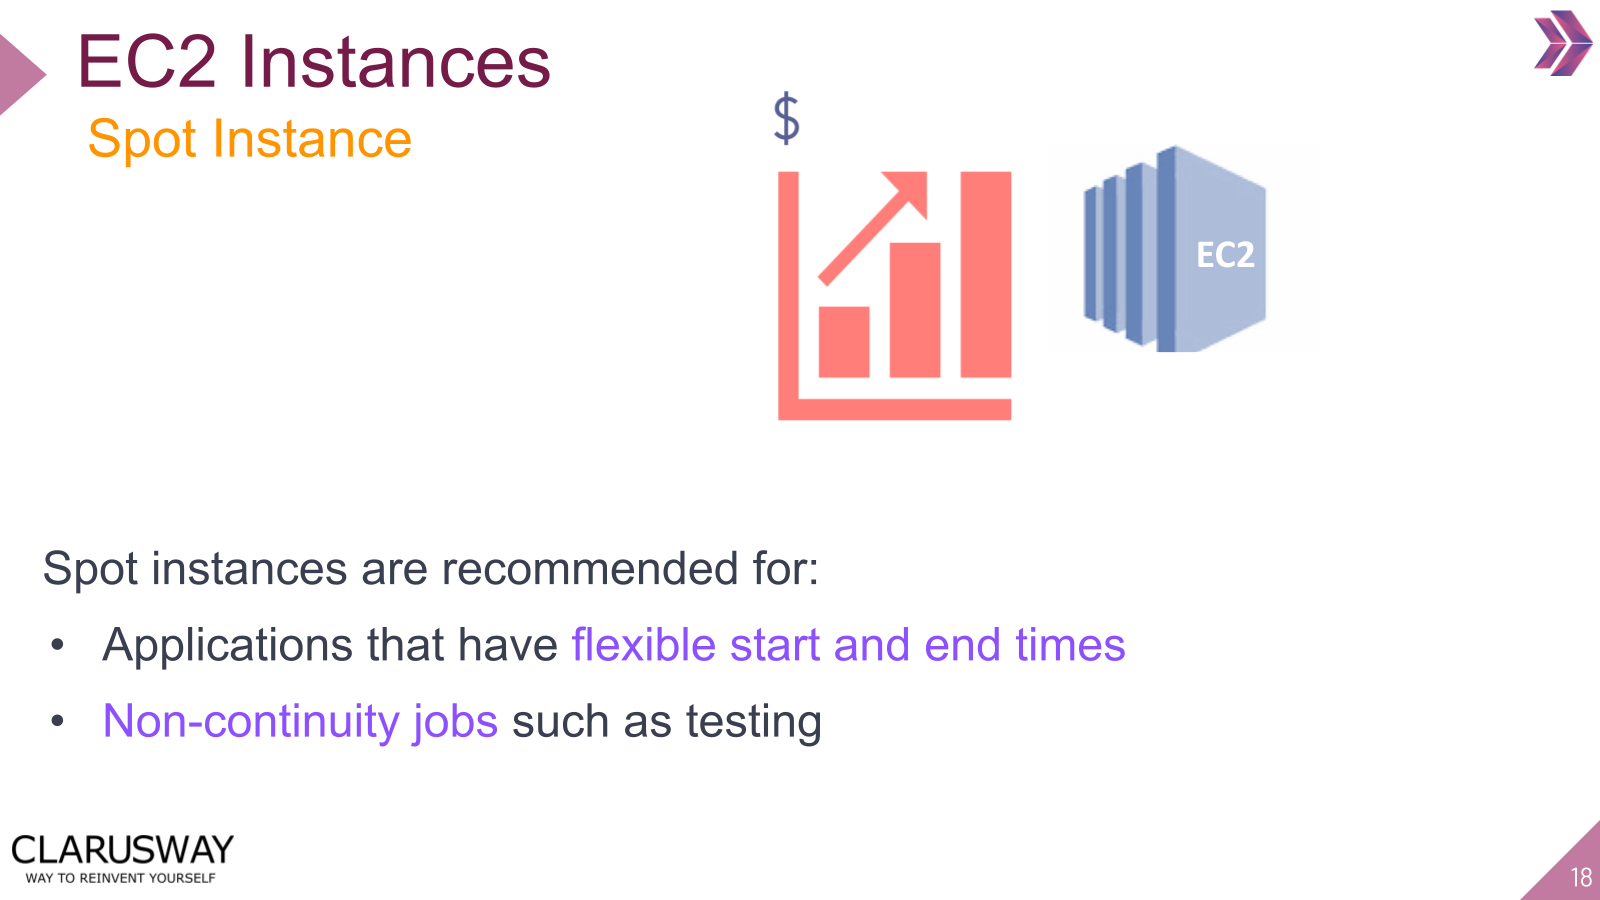 EC2 Instances
Spot Instance
$
EC2
Spot instances are recommended for:
• Applications that have flexible start and end times
• Non-continuity jobs such as testing
CLARUSWAY
WAY TO REINVENT YOURSELF
18